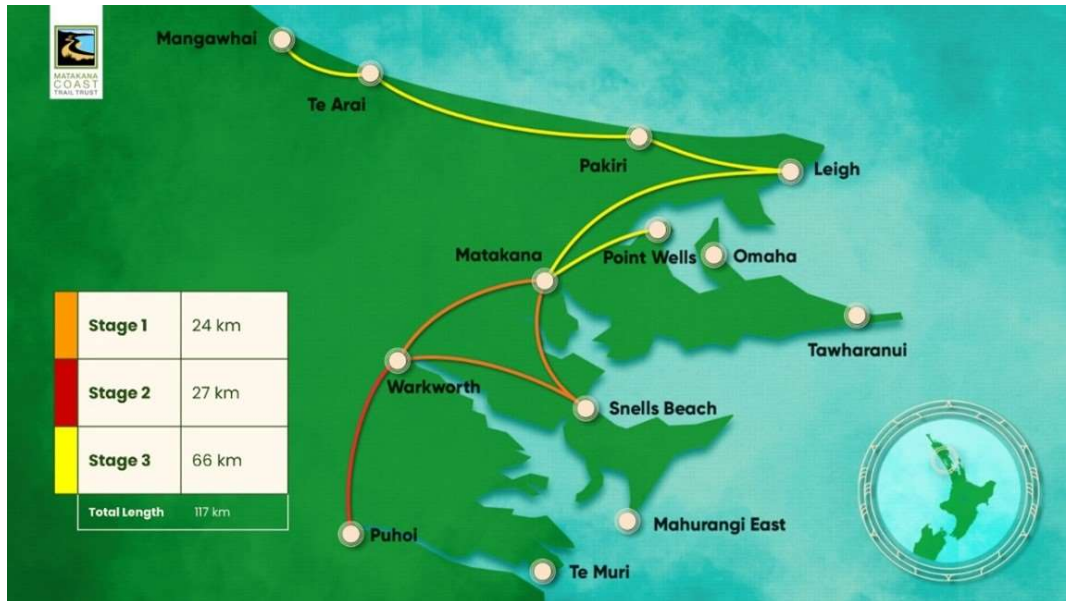 MATAKANA
COAST
TRAIL TRUST
Mangawhai
Te Arai
Pakiri
Leigh
Matakana
Point Wells
Omaha
Tawharanui
Warkworth
Snells Beach
Mahurangi East
Puhoi
Te Muri
Stage 1 24 km
Stage 2 27 km
Stage 3 66 km
Total Length 117 km